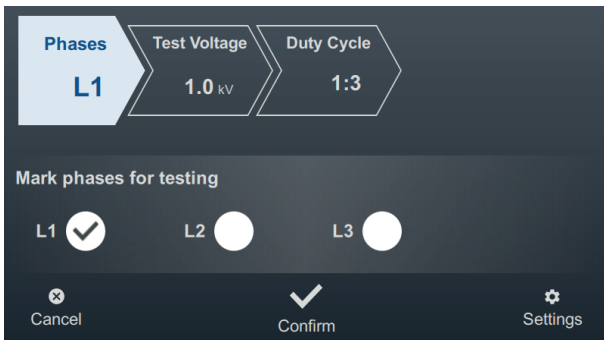 Phases
L1
Test Voltage
1.0 kV
Duty Cycle
1:3
Mark phases for testing
L1
L2
L3
Cancel
Confirm
Settings